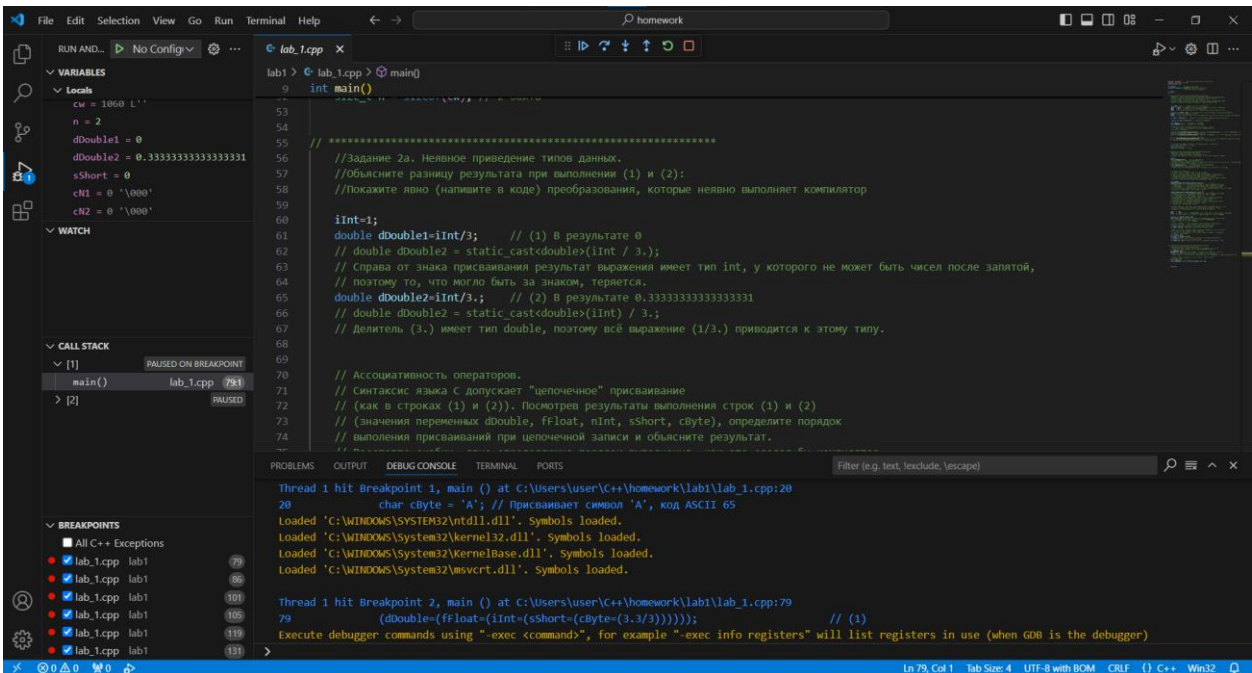 File Edit Selection View Go Run Terminal Help
homework
RUN AND... No Config
lab_1.cpp
VARIABLES
Locals
cw = 1060 L''
n = 2
dDouble1 = 0
dDouble2 = 0.33333333333333331
sShort = 0
cN1 = 0 '\000'
cN2 = 0 '\000'
WATCH
CALL STACK
[1] PAUSED ON BREAKPOINT
main() lab_1.cpp 79:1
[2] PAUSED
BREAKPOINTS
All C++ Exceptions
lab_1.cpp lab1 79
lab_1.cpp lab1 86
lab_1.cpp lab1 101
lab_1.cpp lab1 105
lab_1.cpp lab1 119
lab_1.cpp lab1 131
lab1 > lab_1.cpp > main()
9 int main()
53
54
55 // *************************************************************
56 //Задание 2а. Неявное приведение типов данных.
57 //Объясните разницу результата при выполнении (1) и (2):
58 //Покажите явно (напишите в коде) преобразования, которые неявно выполняет компилятор
59
60 iInt=1;
61 double dDouble1=iInt/3; // (1) В результате 0
62 // double dDouble2 = static_cast<double>(iInt / 3.);
63 // Справа от знака присваивания результат выражения имеет тип int, у которого не может быть чисел после запятой,
64 // поэтому то, что могло быть за знаком, теряется.
65 double dDouble2=iInt/3.; // (2) В результате 0.33333333333333331
66 // double dDouble2 = static_cast<double>(iInt) / 3.;
67 // Делитель (3.) имеет тип double, поэтому всё выражение (1/3.) приводится к этому типу.
68
69
70 // Ассоциативность операторов.
71 // Синтаксис языка С допускает "цепочечное" присваивание
72 // (как в строках (1) и (2)). Посмотрев результаты выполнения строк (1) и (2)
73 // (значения переменных dDouble, fFloat, nInt, sShort, cByte), определите порядок
74 // выполения присваиваний при цепочечной записи и объясните результат.
PROBLEMS OUTPUT DEBUG CONSOLE TERMINAL PORTS Filter (e.g. text, !exclude, \escape)
Thread 1 hit Breakpoint 1, main () at C:\Users\user\C++\homework\lab1\lab_1.cpp:20
20 char cByte = 'A'; // Присваивает символ 'A', код ASCII 65
Loaded 'C:\WINDOWS\SYSTEM32\ntdll.dll'. Symbols loaded.
Loaded 'C:\WINDOWS\System32\kernel32.dll'. Symbols loaded.
Loaded 'C:\WINDOWS\System32\KernelBase.dll'. Symbols loaded.
Loaded 'C:\WINDOWS\System32\msvcrt.dll'. Symbols loaded.
Thread 1 hit Breakpoint 2, main () at C:\Users\user\C++\homework\lab1\lab_1.cpp:79
79 (dDouble=(fFloat=(iInt=(sShort=(cByte=(3.3/3)))))); // (1)
Execute debugger commands using "-exec <command>", for example "-exec info registers" will list registers in use (when GDB is the debugger)
>
0 0 0 Ln 79, Col 1 Tab Size: 4 UTF-8 with BOM CRLF {} C++ Win32